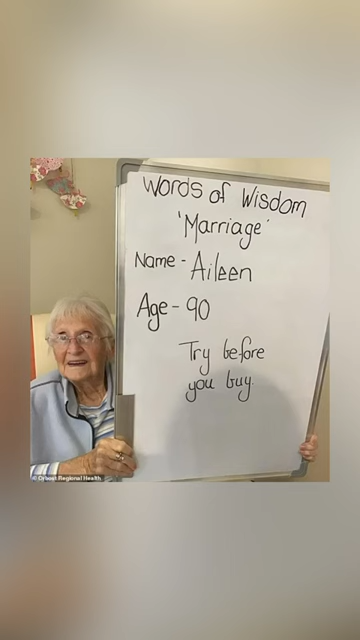 Words of Wisdom
'Marriage'
Name - Aileen
Age - 90
Try before
you buy.
© Orbost Regional Health